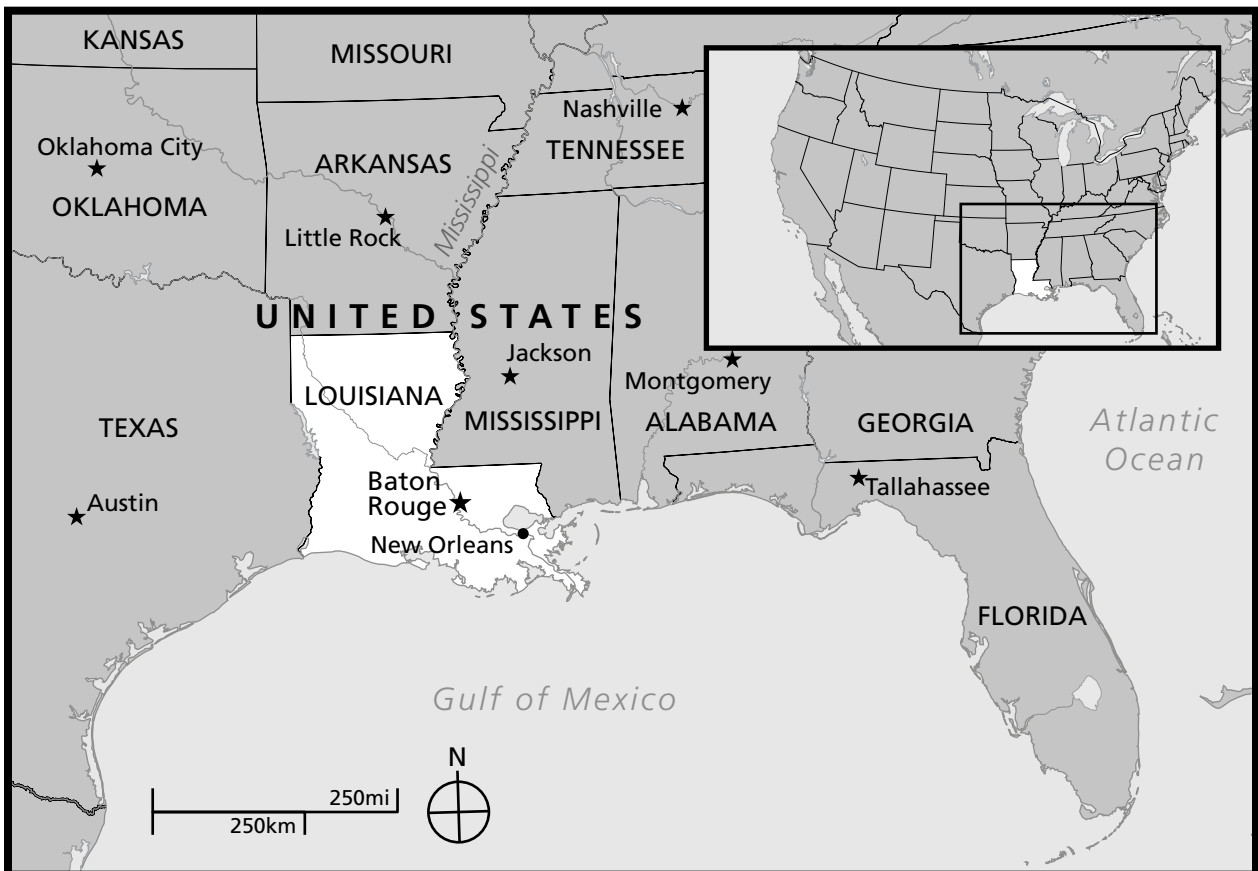 KANSAS
MISSOURI
Nashville
TENNESSEE
Oklahoma City
OKLAHOMA
ARKANSAS
Little Rock
Mississippi
UNITED STATES
Jackson
MISSISSIPPI
LOUISIANA
Montgomery
ALABAMA
GEORGIA
Atlantic
Ocean
TEXAS
Austin
Baton
Rouge
New Orleans
Tallahassee
FLORIDA
Gulf of Mexico
N
250mi
250km